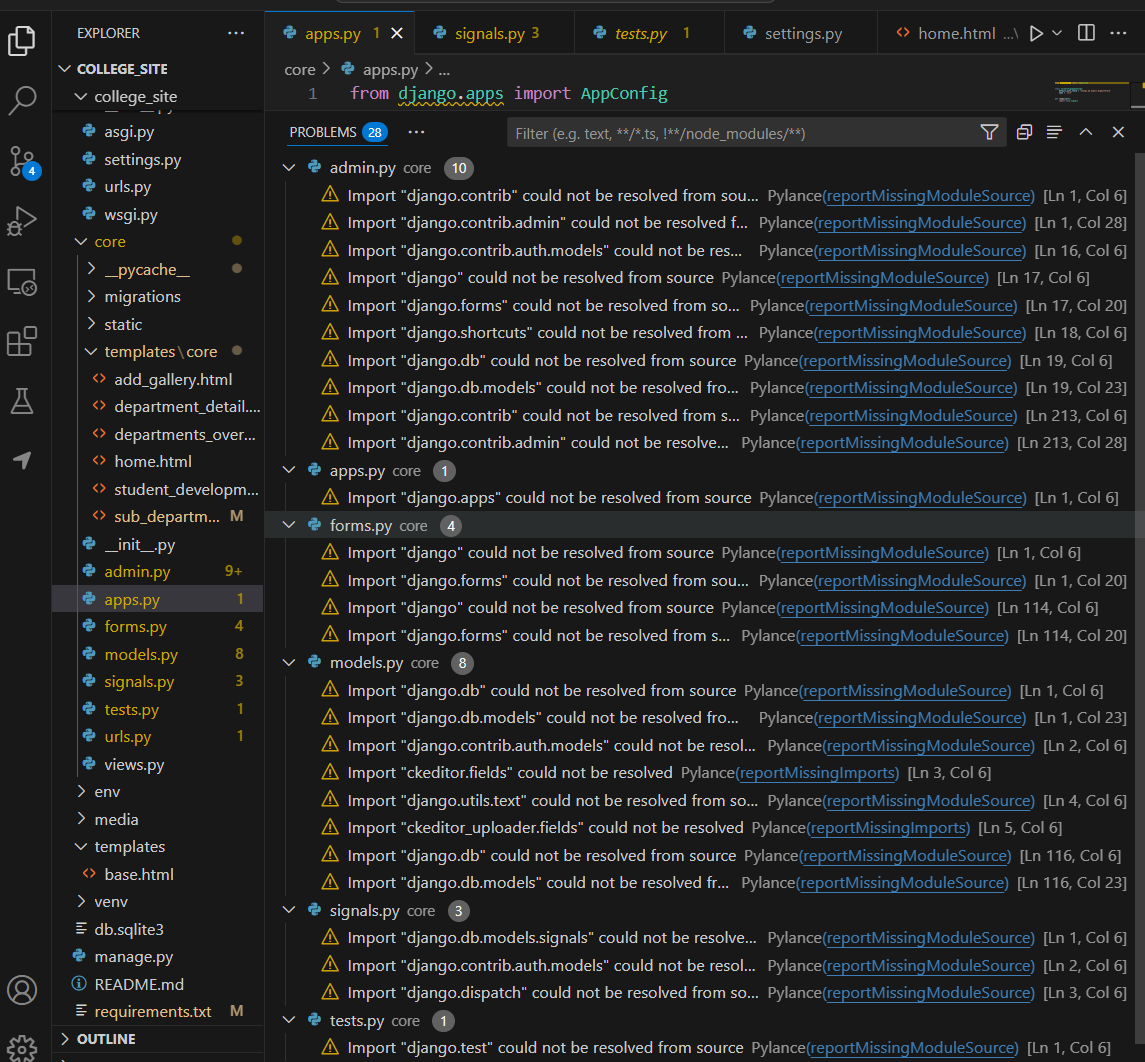 EXPLORER
COLLEGE_SITE
college_site
asgi.py
settings.py
urls.py
wsgi.py
core
__pycache__
migrations
static
templates\core
add_gallery.html
department_detail....
departments_over...
home.html
student_developm...
sub_departm... M
__init__.py
admin.py 9+
apps.py 1
forms.py 4
models.py 8
signals.py 3
tests.py 1
urls.py 1
views.py
env
media
templates
base.html
venv
db.sqlite3
manage.py
README.md
requirements.txt M
OUTLINE
4
apps.py 1 signals.py 3 tests.py 1 settings.py home.html ...\
core > apps.py > ...
1 from django.apps import AppConfig
PROBLEMS 28 Filter (e.g. text, **/*.ts, !**/node_modules/**)
admin.py core 10
Import "django.contrib" could not be resolved from sou... Pylance(reportMissingModuleSource) [Ln 1, Col 6]
Import "django.contrib.admin" could not be resolved f... Pylance(reportMissingModuleSource) [Ln 1, Col 28]
Import "django.contrib.auth.models" could not be res... Pylance(reportMissingModuleSource) [Ln 16, Col 6]
Import "django" could not be resolved from source Pylance(reportMissingModuleSource) [Ln 17, Col 6]
Import "django.forms" could not be resolved from so... Pylance(reportMissingModuleSource) [Ln 17, Col 20]
Import "django.shortcuts" could not be resolved from ... Pylance(reportMissingModuleSource) [Ln 18, Col 6]
Import "django.db" could not be resolved from source Pylance(reportMissingModuleSource) [Ln 19, Col 6]
Import "django.db.models" could not be resolved fro... Pylance(reportMissingModuleSource) [Ln 19, Col 23]
Import "django.contrib" could not be resolved from s... Pylance(reportMissingModuleSource) [Ln 213, Col 6]
Import "django.contrib.admin" could not be resolve... Pylance(reportMissingModuleSource) [Ln 213, Col 28]
apps.py core 1
Import "django.apps" could not be resolved from source Pylance(reportMissingModuleSource) [Ln 1, Col 6]
forms.py core 4
Import "django" could not be resolved from source Pylance(reportMissingModuleSource) [Ln 1, Col 6]
Import "django.forms" could not be resolved from sou... Pylance(reportMissingModuleSource) [Ln 1, Col 20]
Import "django" could not be resolved from source Pylance(reportMissingModuleSource) [Ln 114, Col 6]
Import "django.forms" could not be resolved from s... Pylance(reportMissingModuleSource) [Ln 114, Col 20]
models.py core 8
Import "django.db" could not be resolved from source Pylance(reportMissingModuleSource) [Ln 1, Col 6]
Import "django.db.models" could not be resolved fro... Pylance(reportMissingModuleSource) [Ln 1, Col 23]
Import "django.contrib.auth.models" could not be resol... Pylance(reportMissingModuleSource) [Ln 2, Col 6]
Import "ckeditor.fields" could not be resolved Pylance(reportMissingImports) [Ln 3, Col 6]
Import "django.utils.text" could not be resolved from so... Pylance(reportMissingModuleSource) [Ln 4, Col 6]
Import "ckeditor_uploader.fields" could not be resolved Pylance(reportMissingImports) [Ln 5, Col 6]
Import "django.db" could not be resolved from source Pylance(reportMissingModuleSource) [Ln 116, Col 6]
Import "django.db.models" could not be resolved fr... Pylance(reportMissingModuleSource) [Ln 116, Col 23]
signals.py core 3
Import "django.db.models.signals" could not be resolve... Pylance(reportMissingModuleSource) [Ln 1, Col 6]
Import "django.contrib.auth.models" could not be resol... Pylance(reportMissingModuleSource) [Ln 2, Col 6]
Import "django.dispatch" could not be resolved from so... Pylance(reportMissingModuleSource) [Ln 3, Col 6]
tests.py core 1
Import "django.test" could not be resolved from source Pylance(reportMissingModuleSource) [Ln 1, Col 6]